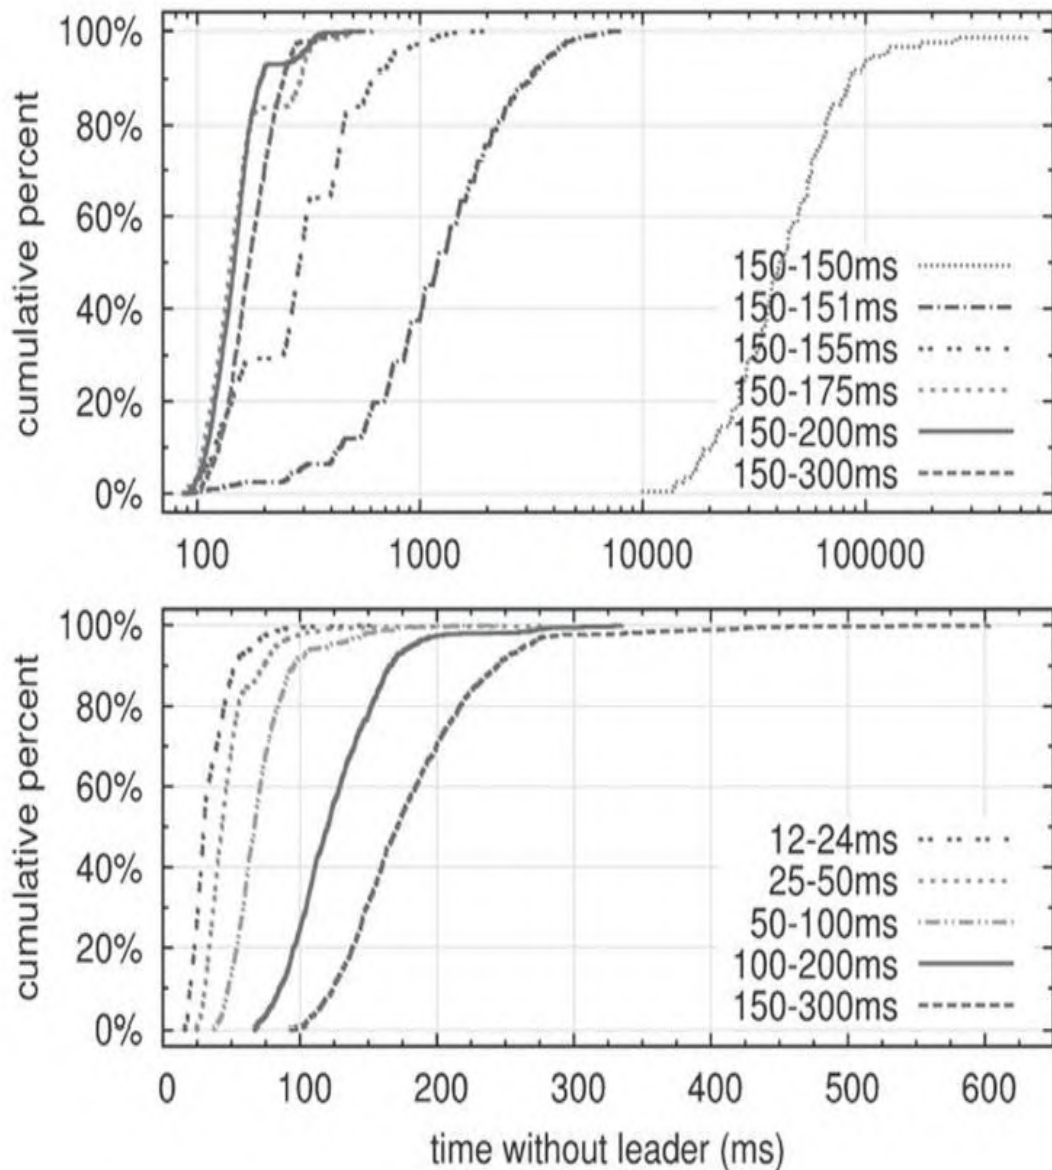 cumulative percent
100%
80%
60%
40%
20%
0%
150-150ms
150-151ms
150-155ms
150-175ms
150-200ms
150-300ms
100
1000
10000
100000
cumulative percent
100%
80%
60%
40%
20%
0%
12-24ms
25-50ms
50-100ms
100-200ms
150-300ms
0
100
200
300
400
500
600
time without leader (ms)